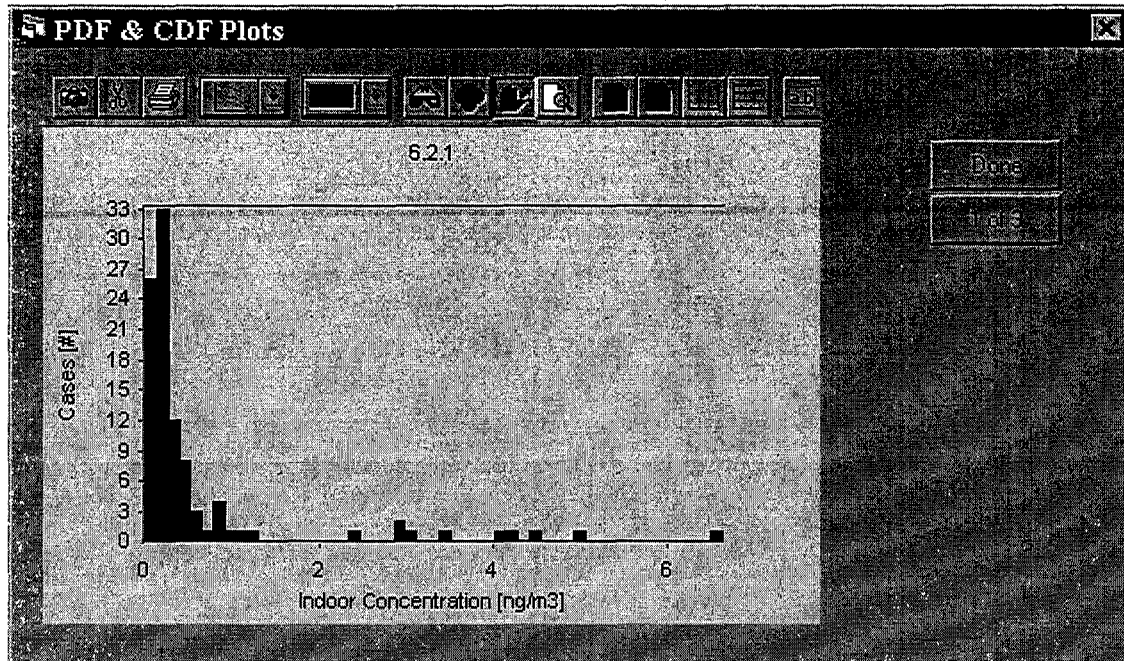 PDF & CDF Plots
6.2.1
Done
33
30
27
24
21
18
15
12
9
6
3
0
Cases [#]
0 2 4 6
Indoor Concentration [ng/m3]